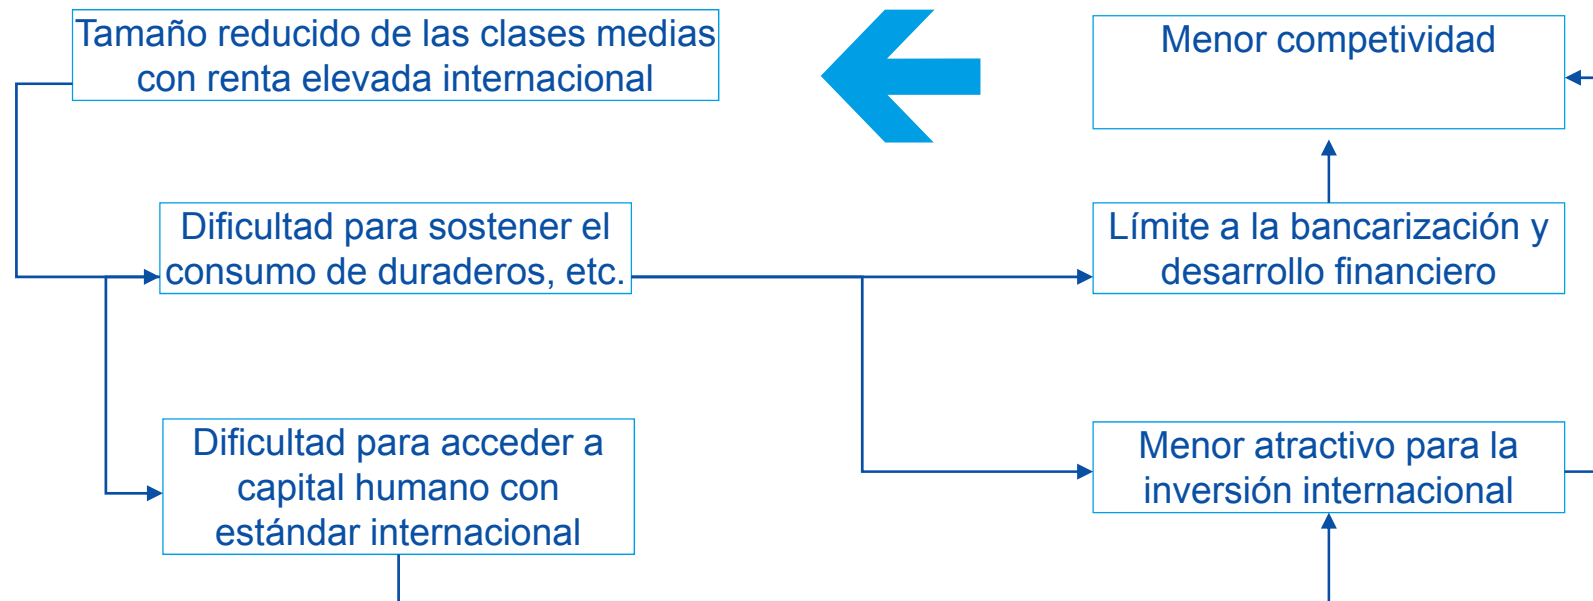 Tamaño reducido de las clases medias
con renta elevada internacional
Menor competividad
Dificultad para sostener el
consumo de duraderos, etc.
Límite a la bancarización y
desarrollo financiero
Dificultad para acceder a
capital humano con
estándar internacional
Menor atractivo para la
inversión internacional